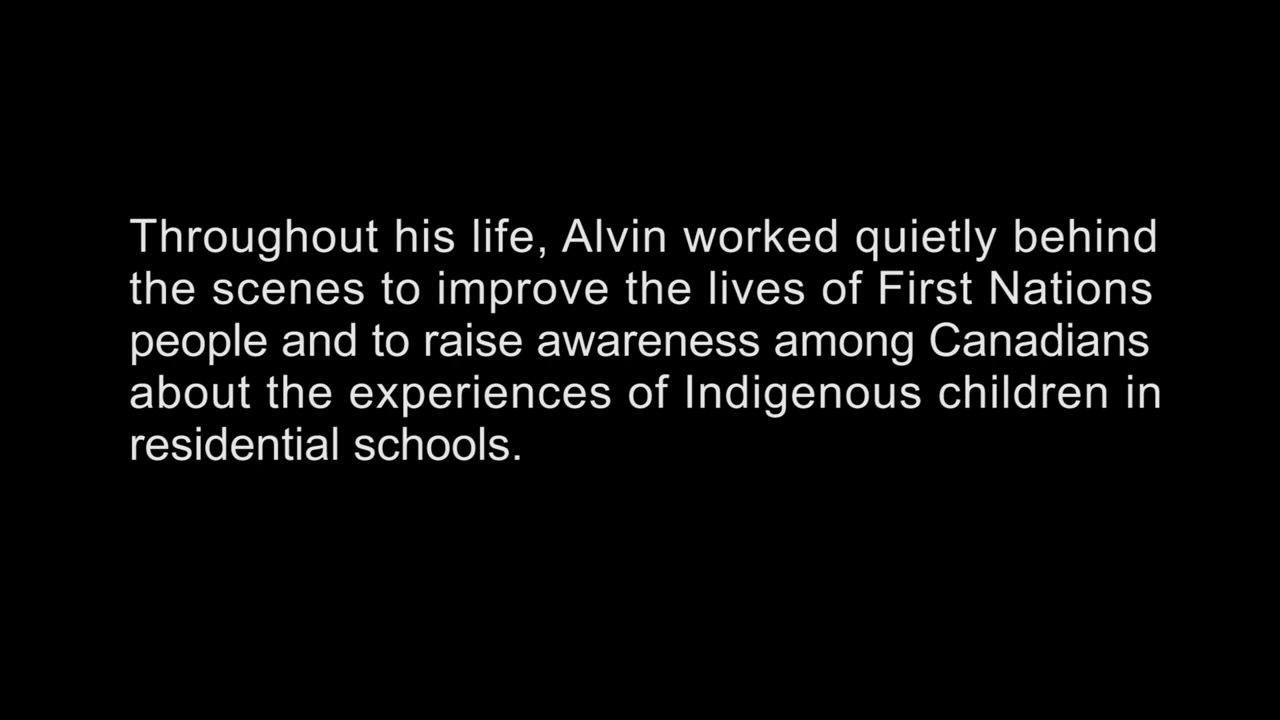 Throughout his life, Alvin worked quietly behind
the scenes to improve the lives of First Nations
people and to raise awareness among Canadians
about the experiences of Indigenous children in
residential schools.